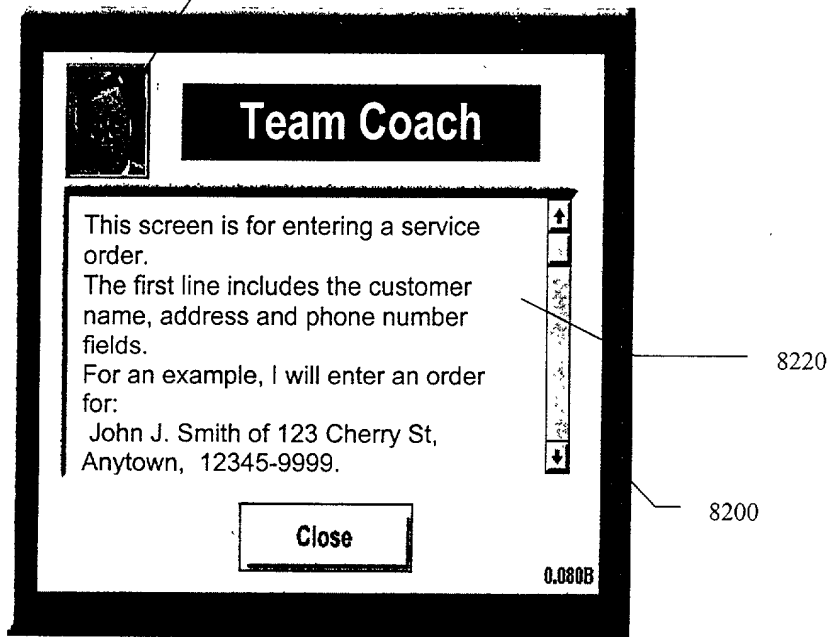 Team Coach
This screen is for entering a service
order.
The first line includes the customer
name, address and phone number
fields.
For an example, I will enter an order
for:
John J. Smith of 123 Cherry St,
Anytown, 12345-9999.
8220
8200
Close
0.080B